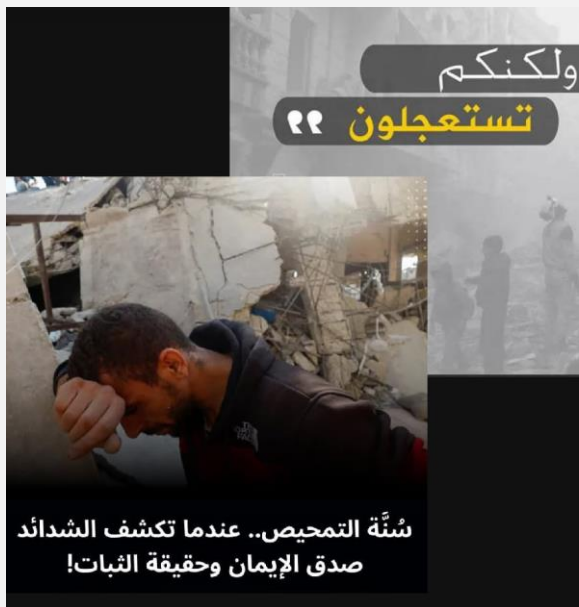 ولكنكم
تستعجلون "
سُنَّة التمحيص.. عندما تكشف الشدائد
صدق الإيمان وحقيقة الثبات!